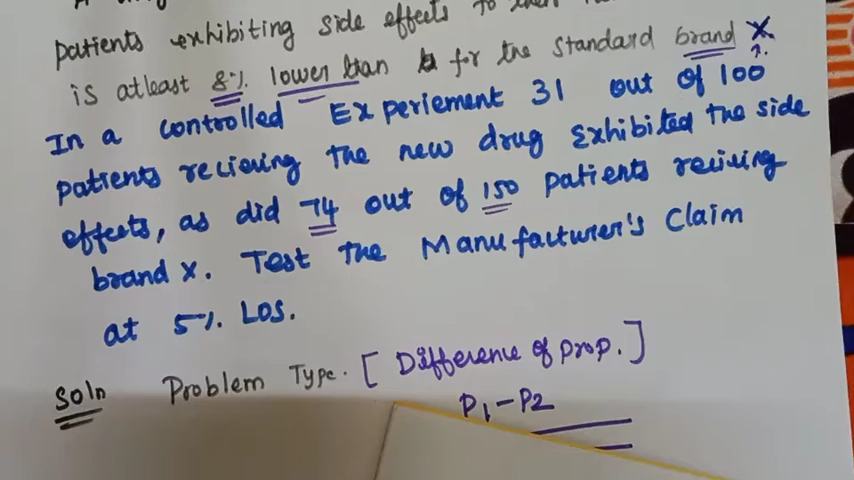 patients exhibiting side effects to
is atleast 8% lower than for the standard brand X
In a controlled Experiement 31 out of 100
patients recieving the new drug Exhibited the side
effects, as did 74 out of 150 patients reciving
brand X. Test the Manufacturer's Claim
at 5% LOS.
Soln Problem Type. [Difference of prop.]
P1-P2